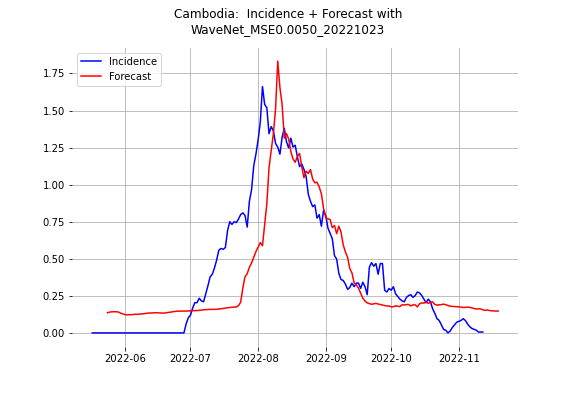 Cambodia:  Incidence + Forecast with
WaveNet_MSE0.0050_20221023
Incidence
Forecast
1.75
1.50
1.25
1.00
0.75
0.50
0.25
0.00
2022-06 2022-07 2022-08 2022-09 2022-10 2022-11